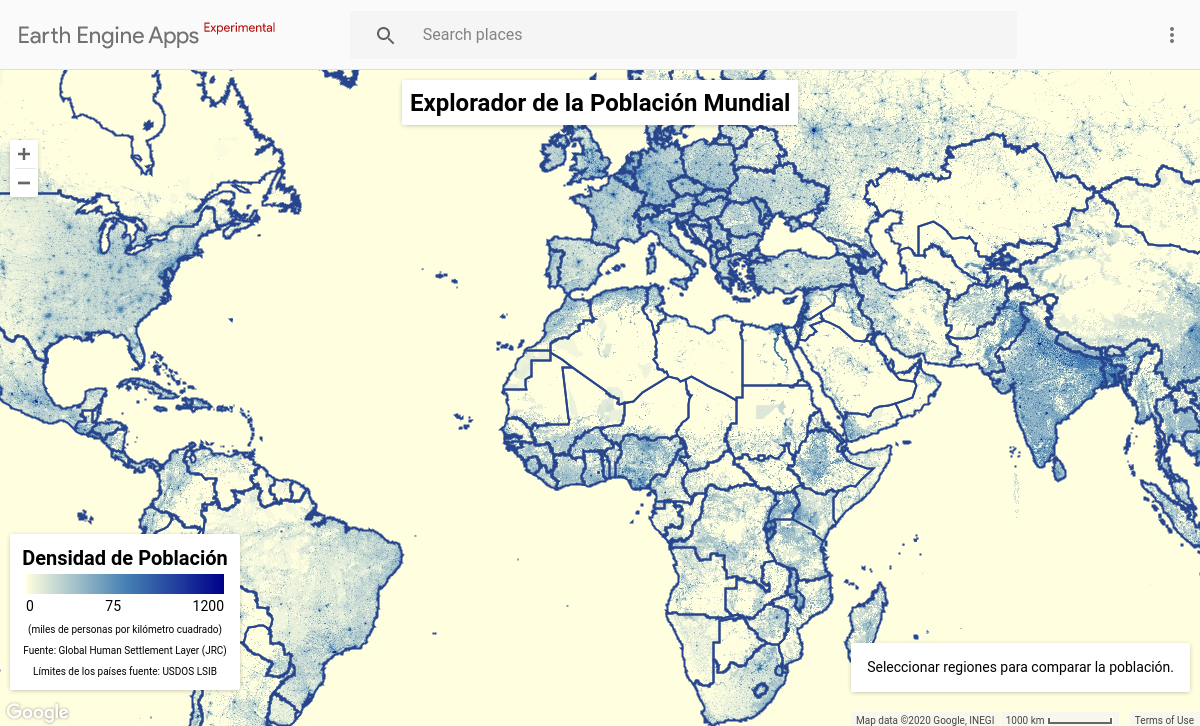 Earth Engine Apps Experimental
Search places
Explorador de la Población Mundial
+
−
Densidad de Población
0 75 1200
(miles de personas por kilómetro cuadrado)
Fuente: Global Human Settlement Layer (JRC)
Límites de los países fuente: USDOS LSIB
Seleccionar regiones para comparar la población.
Google
Map data ©2020 Google, INEGI 1000 km Terms of Use